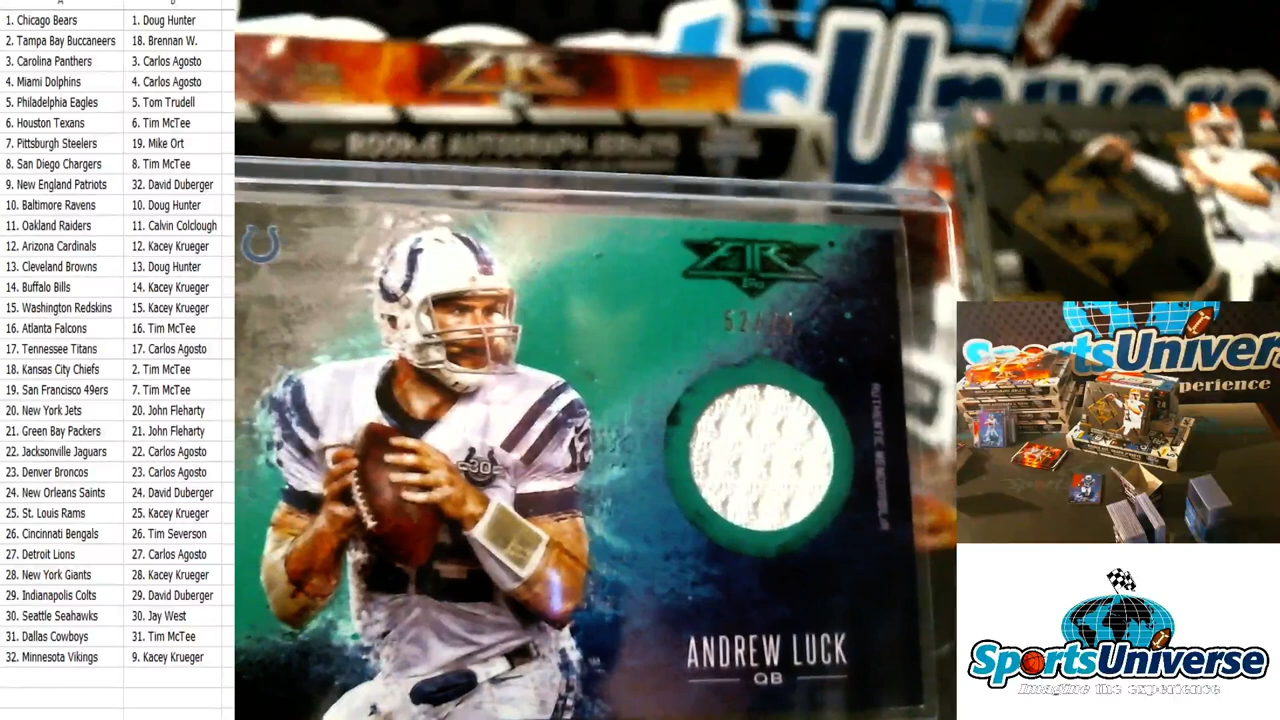 A B
1. Chicago Bears 1. Doug Hunter
2. Tampa Bay Buccaneers 18. Brennan W.
3. Carolina Panthers 3. Carlos Agosto
4. Miami Dolphins 4. Carlos Agosto
5. Philadelphia Eagles 5. Tom Trudell
6. Houston Texans 6. Tim McTee
7. Pittsburgh Steelers 19. Mike Ort
8. San Diego Chargers 8. Tim McTee
9. New England Patriots 32. David Duberger
10. Baltimore Ravens 10. Doug Hunter
11. Oakland Raiders 11. Calvin Colclough
12. Arizona Cardinals 12. Kacey Krueger
13. Cleveland Browns 13. Doug Hunter
14. Buffalo Bills 14. Kacey Krueger
15. Washington Redskins 15. Kacey Krueger
16. Atlanta Falcons 16. Tim McTee
17. Tennessee Titans 17. Carlos Agosto
18. Kansas City Chiefs 2. Tim McTee
19. San Francisco 49ers 7. Tim McTee
20. New York Jets 20. John Fleharty
21. Green Bay Packers 21. John Fleharty
22. Jacksonville Jaguars 22. Carlos Agosto
23. Denver Broncos 23. Carlos Agosto
24. New Orleans Saints 24. David Duberger
25. St. Louis Rams 25. Kacey Krueger
26. Cincinnati Bengals 26. Tim Severson
27. Detroit Lions 27. Carlos Agosto
28. New York Giants 28. Kacey Krueger
29. Indianapolis Colts 29. David Duberger
30. Seattle Seahawks 30. Jay West
31. Dallas Cowboys 31. Tim McTee
32. Minnesota Vikings 9. Kacey Krueger
FIRE
ROOKIE AUTOGRAPH
Univers
FIRE
12
30
AUTHENTIC MEMORABILIA
ANDREW LUCK
QB
rtsUniver
perience
SportsUniverse
Imagine the experience